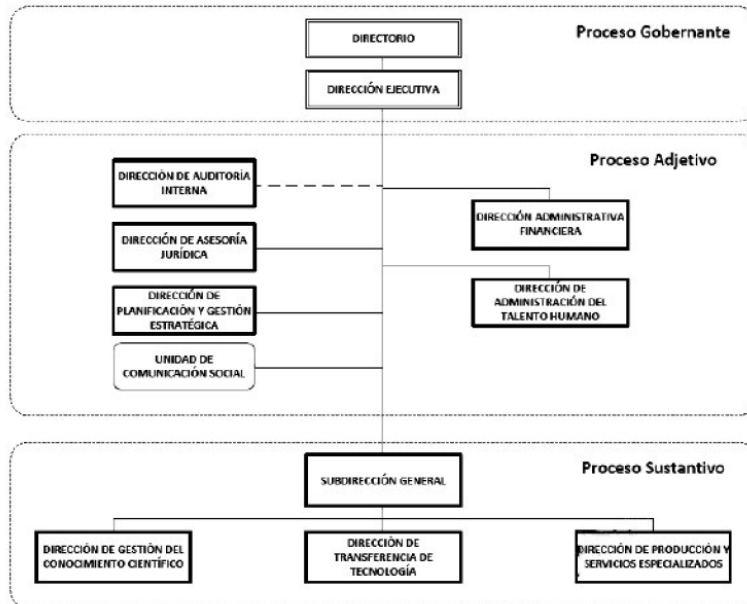 Proceso Gobernante
DIRECTORIO
DIRECCIÓN EJECUTIVA
Proceso Adjetivo
DIRECCIÓN DE AUDITORÍA
INTERNA
DIRECCIÓN ADMINISTRATIVA
FINANCIERA
DIRECCIÓN DE ASESORÍA
JURÍDICA
DIRECCIÓN DE
ADMINISTRACIÓN DEL
TALENTO HUMANO
DIRECCIÓN DE
PLANIFICACIÓN Y GESTIÓN
ESTRATÉGICA
UNIDAD DE
COMUNICACIÓN SOCIAL
Proceso Sustantivo
SUBDIRECCIÓN GENERAL
DIRECCIÓN DE GESTIÓN DEL
CONOCIMIENTO CIENTÍFICO
DIRECCIÓN DE
TRANSFERENCIA DE
TECNOLOGÍA
DIRECCIÓN DE PRODUCCIÓN Y
SERVICIOS ESPECIALIZADOS